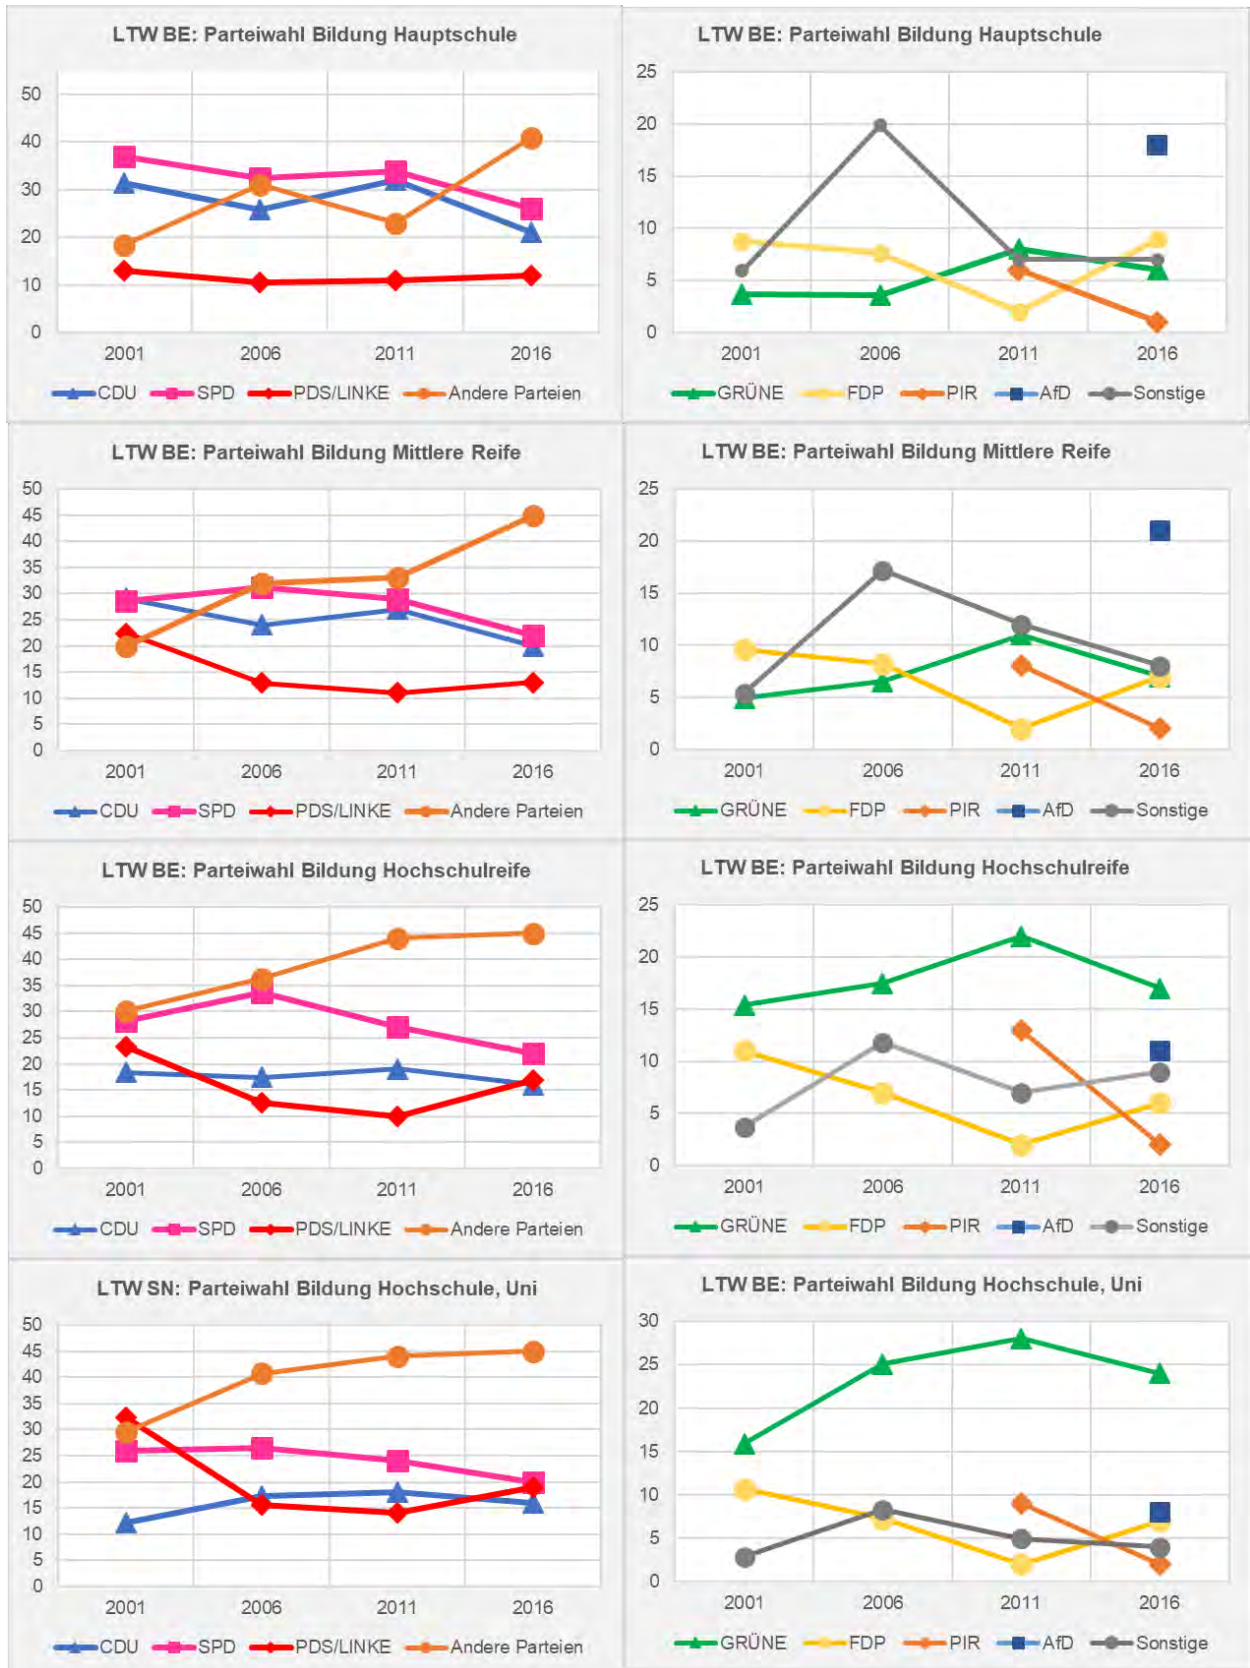 LTW BE: Parteiwahl Bildung Hauptschule
50
40
30
20
10
0
2001 2006 2011 2016
CDU SPD PDS/LINKE Andere Parteien
LTW BE: Parteiwahl Bildung Hauptschule
25
20
15
10
5
0
2001 2006 2011 2016
GRÜNE FDP PIR AfD Sonstige
LTW BE: Parteiwahl Bildung Mittlere Reife
50
45
40
35
30
25
20
15
10
5
0
2001 2006 2011 2016
CDU SPD PDS/LINKE Andere Parteien
LTW BE: Parteiwahl Bildung Mittlere Reife
25
20
15
10
5
0
2001 2006 2011 2016
GRÜNE FDP PIR AfD Sonstige
LTW BE: Parteiwahl Bildung Hochschulreife
50
45
40
35
30
25
20
15
10
5
0
2001 2006 2011 2016
CDU SPD PDS/LINKE Andere Parteien
LTW BE: Parteiwahl Bildung Hochschulreife
25
20
15
10
5
0
2001 2006 2011 2016
GRÜNE FDP PIR AfD Sonstige
LTW SN: Parteiwahl Bildung Hochschule, Uni
50
45
40
35
30
25
20
15
10
5
0
2001 2006 2011 2016
CDU SPD PDS/LINKE Andere Parteien
LTW BE: Parteiwahl Bildung Hochschule, Uni
30
25
20
15
10
5
0
2001 2006 2011 2016
GRÜNE FDP PIR AfD Sonstige